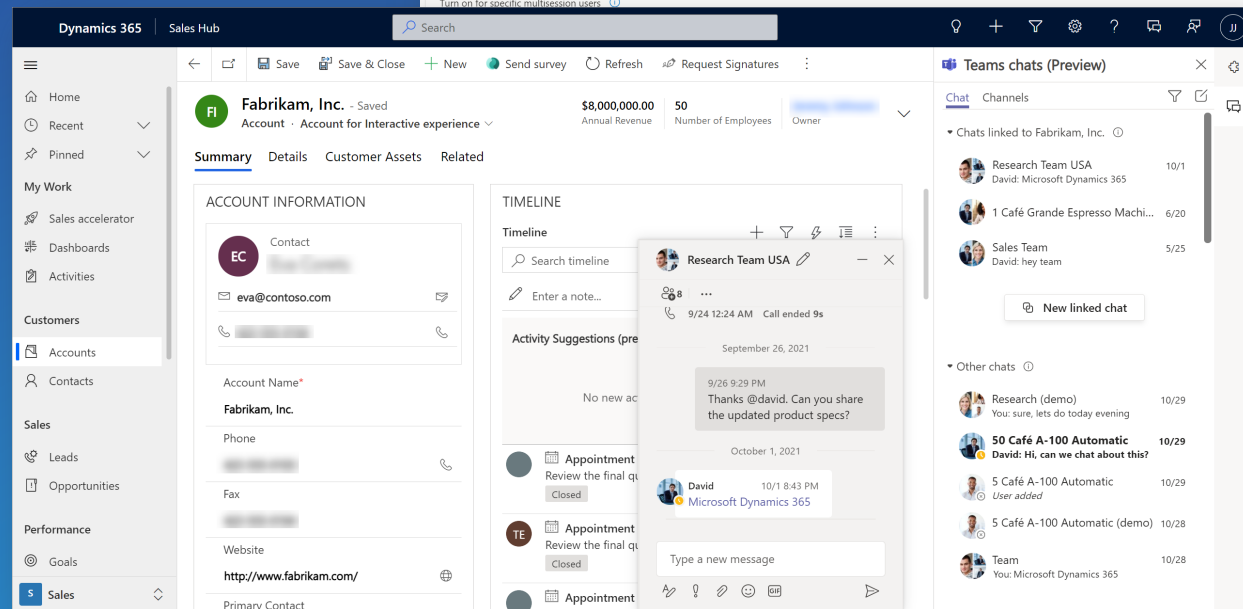 Turn on for specific multisession users
Dynamics 365
Sales Hub
Search
JJ
Save
Save & Close
New
Send survey
Refresh
Request Signatures
Home
Recent
Pinned
My Work
Sales accelerator
Dashboards
Activities
Customers
Accounts
Contacts
Sales
Leads
Opportunities
Performance
Goals
S
Sales
FI
Fabrikam, Inc. - Saved
Account · Account for Interactive experience
$8,000,000.00
Annual Revenue
50
Number of Employees
Owner
Summary
Details
Customer Assets
Related
ACCOUNT INFORMATION
EC
Contact
eva@contoso.com
Account Name*
Fabrikam, Inc.
Phone
Fax
Website
http://www.fabrikam.com/
Primary Contact
TIMELINE
Timeline
Search timeline
Enter a note...
Activity Suggestions (pre
No new ac
Appointment
Review the final qu
Closed
TE
Appointment
Review the final qu
Closed
Appointment
Research Team USA
8
9/24 12:24 AM Call ended 9s
September 26, 2021
9/26 9:29 PM
Thanks @david. Can you share
the updated product specs?
October 1, 2021
David
10/1 8:43 PM
Microsoft Dynamics 365
Type a new message
GIF
Teams chats (Preview)
Chat
Channels
Chats linked to Fabrikam, Inc.
Research Team USA
10/1
David: Microsoft Dynamics 365
1 Café Grande Espresso Machi...
6/20
Sales Team
5/25
David: hey team
New linked chat
Other chats
Research (demo)
10/29
You: sure, lets do today evening
50 Café A-100 Automatic
10/29
David: Hi, can we chat about this?
5 Café A-100 Automatic
10/29
User added
5 Café A-100 Automatic (demo)
10/28
Team
10/28
You: Microsoft Dynamics 365